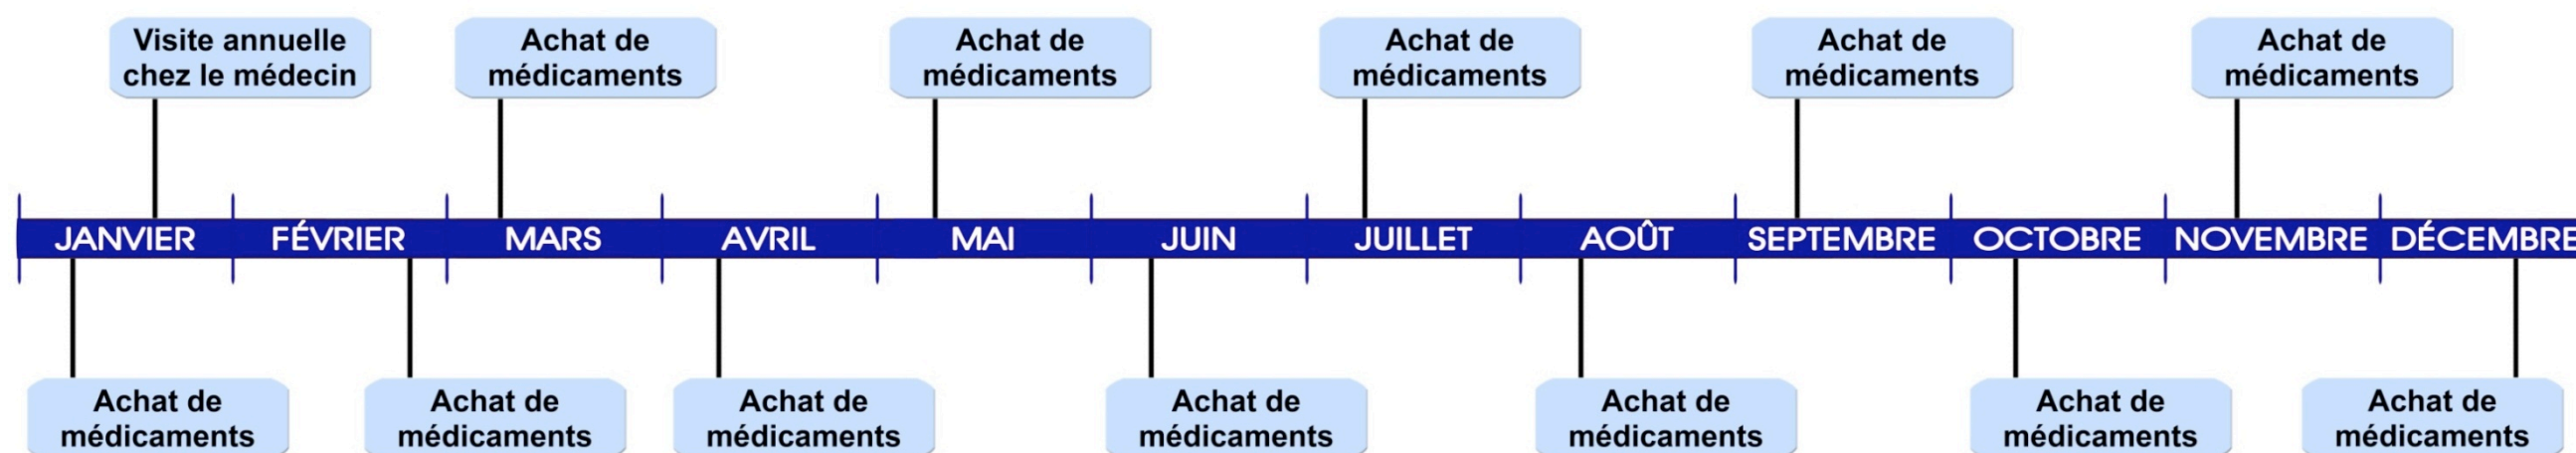 Visite annuelle
chez le médecin
Achat de
médicaments
Achat de
médicaments
Achat de
médicaments
Achat de
médicaments
Achat de
médicaments
JANVIER FÉVRIER MARS AVRIL MAI JUIN JUILLET AOÛT SEPTEMBRE OCTOBRE NOVEMBRE DÉCEMBRE
Achat de
médicaments
Achat de
médicaments
Achat de
médicaments
Achat de
médicaments
Achat de
médicaments
Achat de
médicaments
Achat de
médicaments